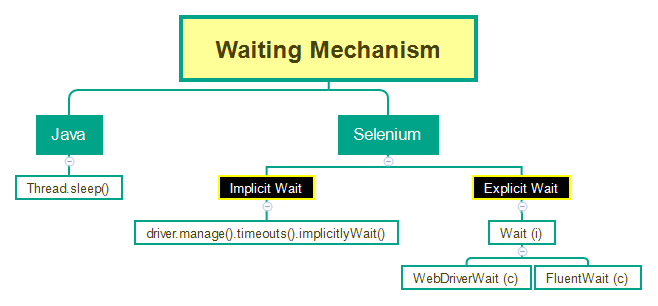 Waiting Mechanism
Java
Selenium
Thread.sleep()
Implicit Wait
Explicit Wait
driver.manage().timeouts().implicitlyWait()
Wait (i)
WebDriverWait (c)
FluentWait (c)